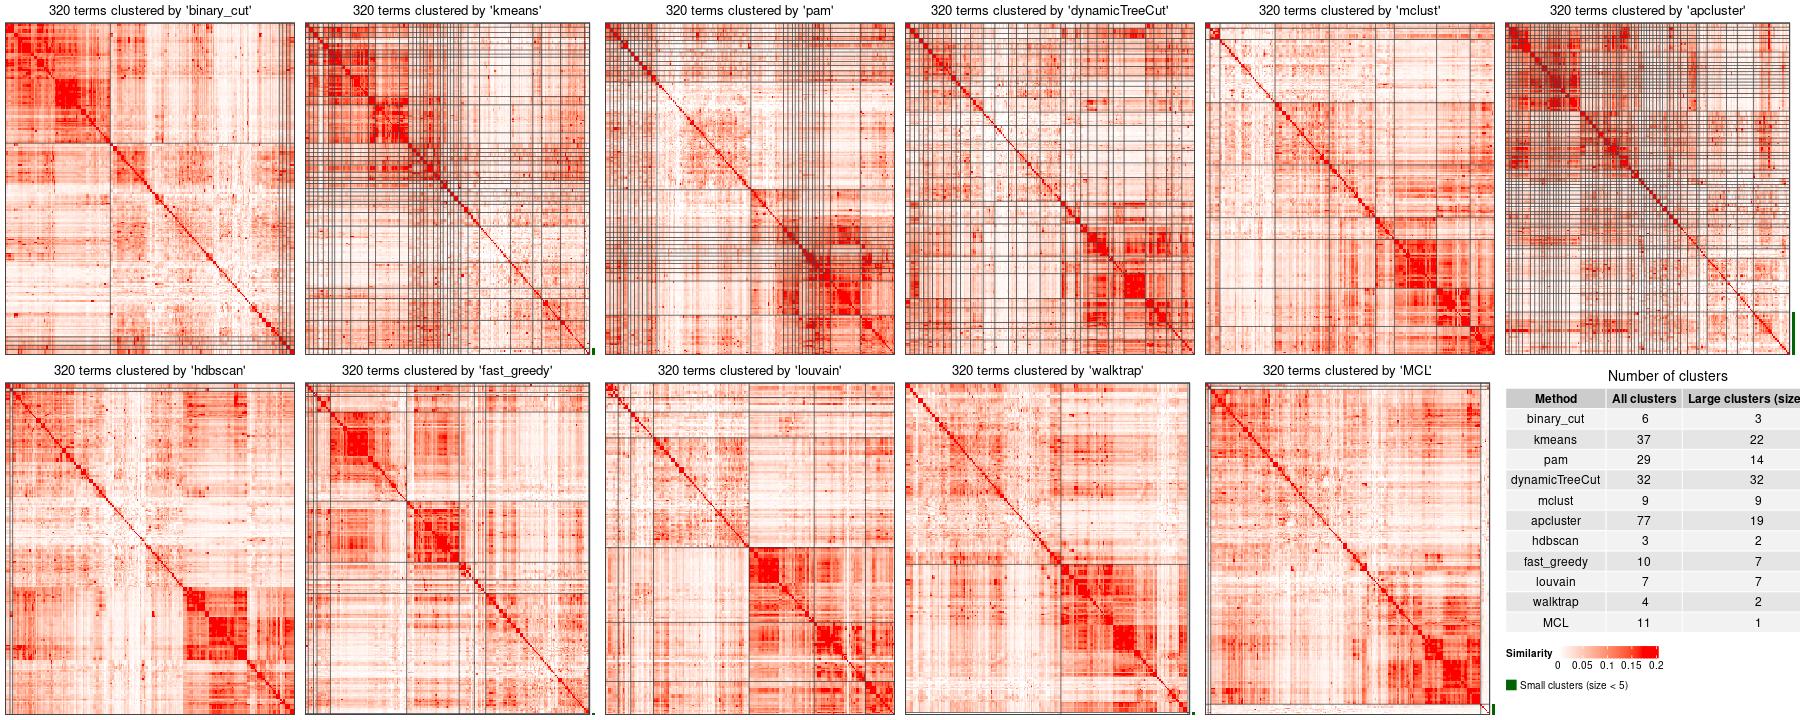 320 terms clustered by 'binary_cut'
320 terms clustered by 'kmeans'
320 terms clustered by 'pam'
320 terms clustered by 'dynamicTreeCut'
320 terms clustered by 'mclust'
320 terms clustered by 'apcluster'
320 terms clustered by 'hdbscan'
320 terms clustered by 'fast_greedy'
320 terms clustered by 'louvain'
320 terms clustered by 'walktrap'
320 terms clustered by 'MCL'
Number of clusters
Method All clusters Large clusters (size
binary_cut 6 3
kmeans 37 22
pam 29 14
dynamicTreeCut 32 32
mclust 9 9
apcluster 77 19
hdbscan 3 2
fast_greedy 10 7
louvain 7 7
walktrap 4 2
MCL 11 1
Similarity
0 0.05 0.1 0.15 0.2
Small clusters (size < 5)